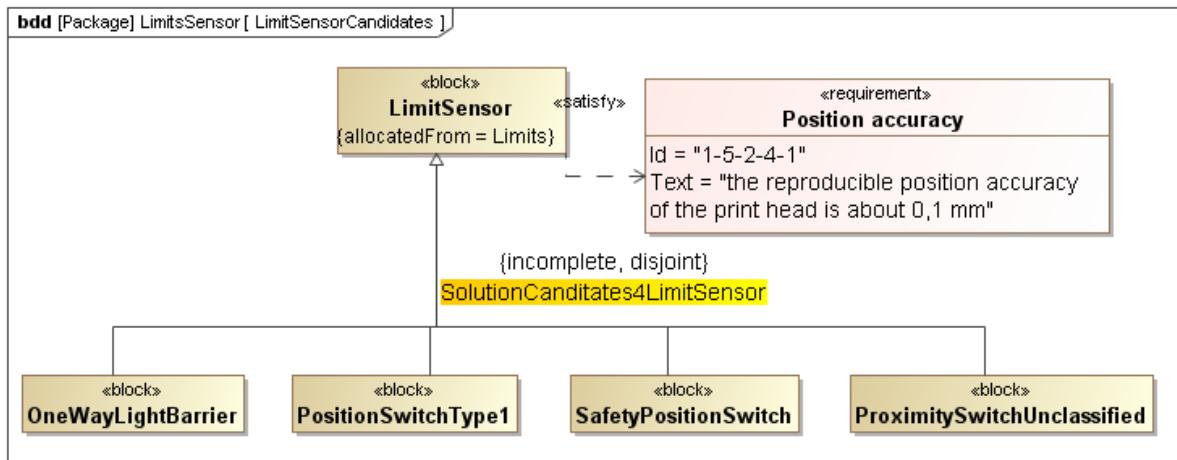 bdd [Package] LimitsSensor [ LimitSensorCandidates ]
«block»
LimitSensor
{allocatedFrom = Limits}
«satisfy»
«requirement»
Position accuracy
Id = "1-5-2-4-1"
Text = "the reproducible position accuracy
of the print head is about 0,1 mm"
{incomplete, disjoint}
SolutionCanditates4LimitSensor
«block»
OneWayLightBarrier
«block»
PositionSwitchType1
«block»
SafetyPositionSwitch
«block»
ProximitySwitchUnclassified